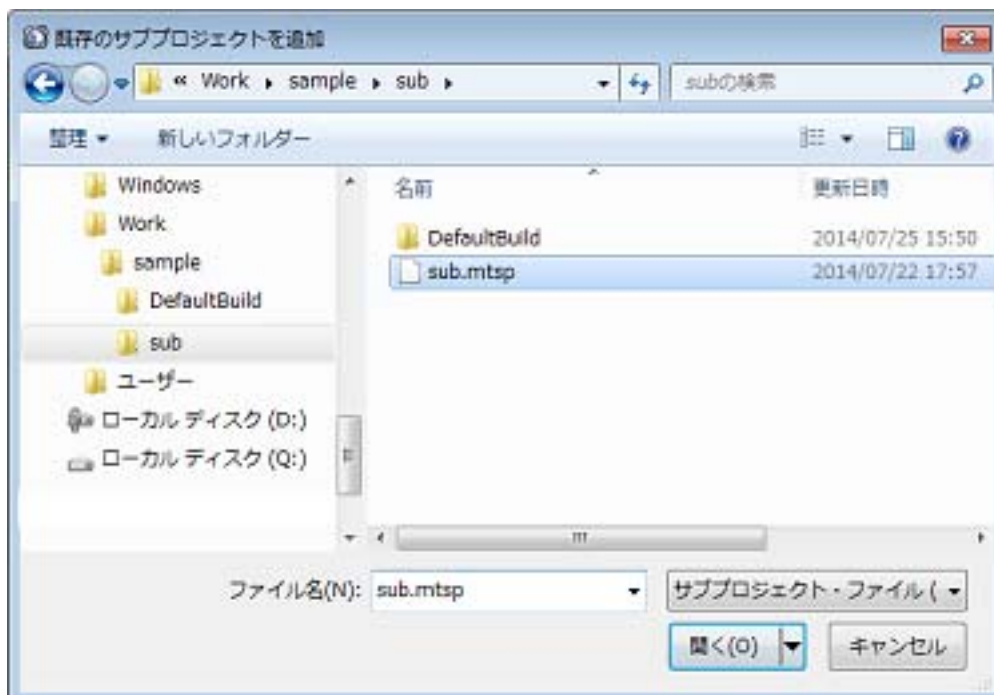 既存のサブプロジェクトを追加
« Work ▸ sample ▸ sub ▸
subの検索
整理 ▾ 新しいフォルダー
Windows
Work
sample
DefaultBuild
sub
ユーザー
ローカル ディスク (D:)
ローカル ディスク (Q:)
名前 更新日時
DefaultBuild 2014/07/25 15:50
sub.mtsp 2014/07/22 17:57
ファイル名(N): sub.mtsp サブプロジェクト・ファイル (
開く(O) キャンセル